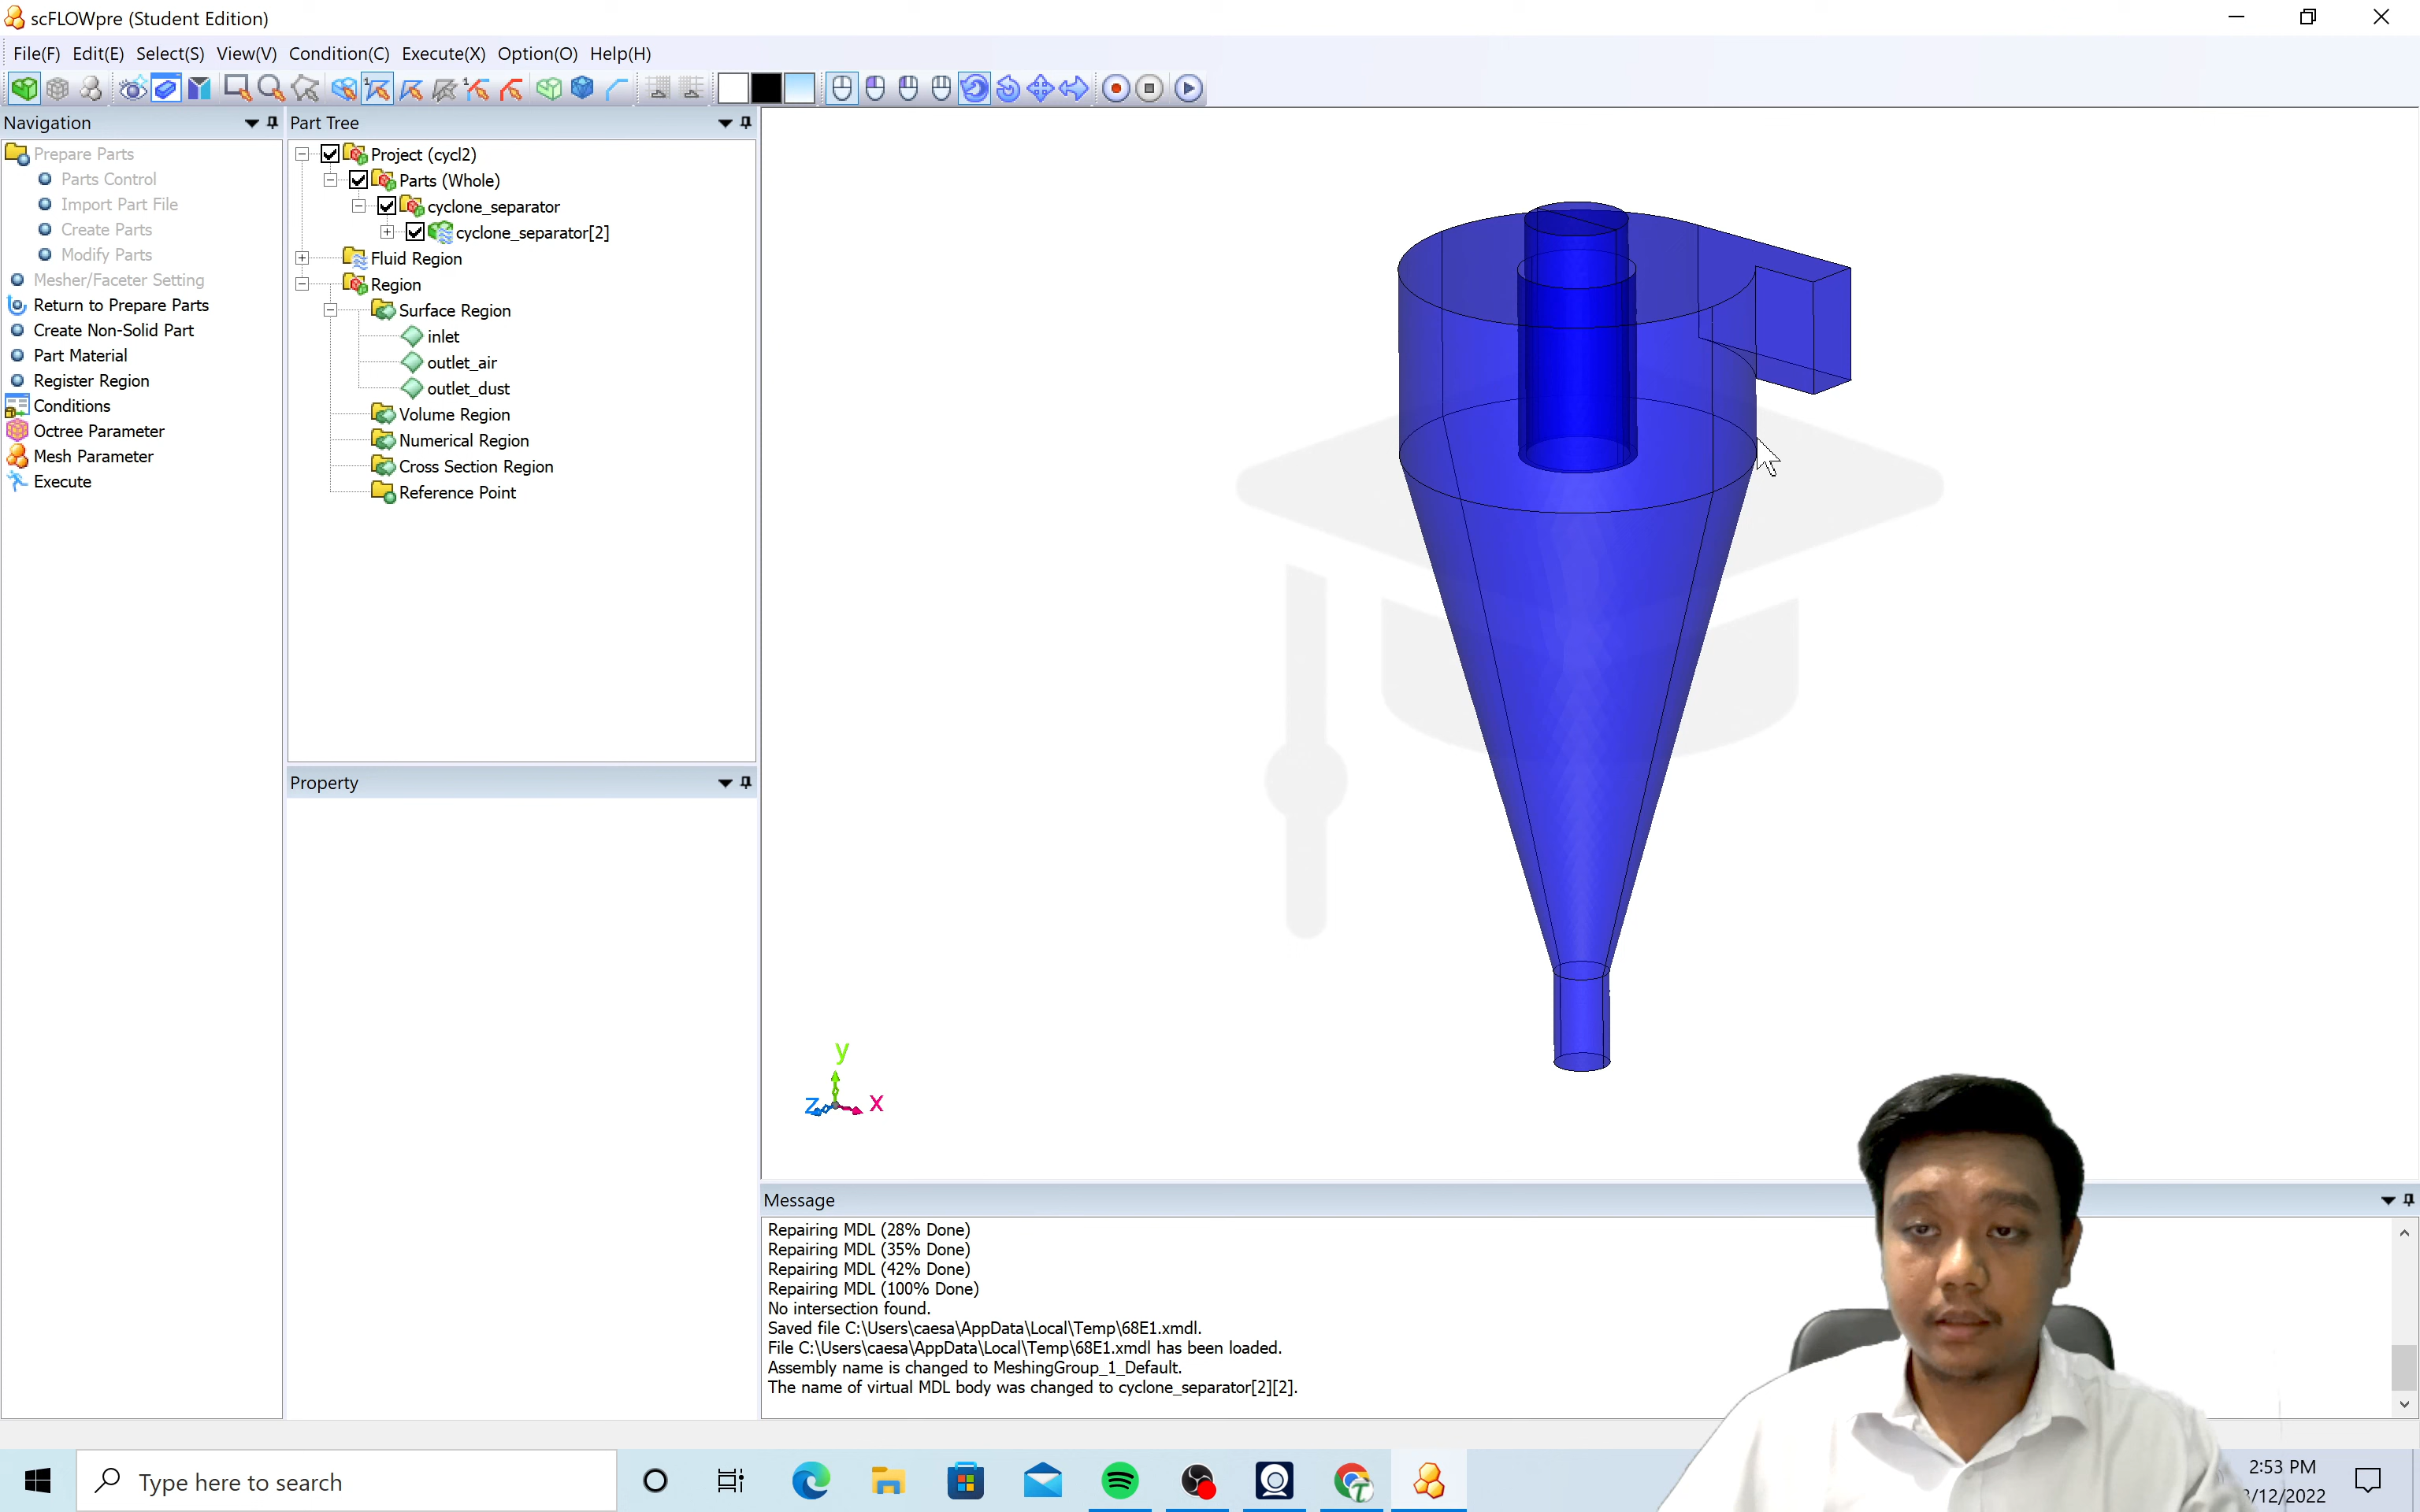 scFLOWpre (Student Edition)
File(F) Edit(E) Select(S) View(V) Condition(C) Execute(X) Option(O) Help(H)
Navigation
Prepare Parts
Parts Control
Import Part File
Create Parts
Modify Parts
Mesher/Faceter Setting
Return to Prepare Parts
Create Non-Solid Part
Part Material
Register Region
Conditions
Octree Parameter
Mesh Parameter
Execute
Part Tree
Project (cycl2)
Parts (Whole)
cyclone_separator
cyclone_separator[2]
Fluid Region
Region
Surface Region
inlet
outlet_air
outlet_dust
Volume Region
Numerical Region
Cross Section Region
Reference Point
Property
y
z
x
Message
Repairing MDL (28% Done)
Repairing MDL (35% Done)
Repairing MDL (42% Done)
Repairing MDL (100% Done)
No intersection found.
Saved file C:\Users\caesa\AppData\Local\Temp\68E1.xmdl.
File C:\Users\caesa\AppData\Local\Temp\68E1.xmdl has been loaded.
Assembly name is changed to MeshingGroup_1_Default.
The name of virtual MDL body was changed to cyclone_separator[2][2].
Type here to search
2:53 PM
/12/2022